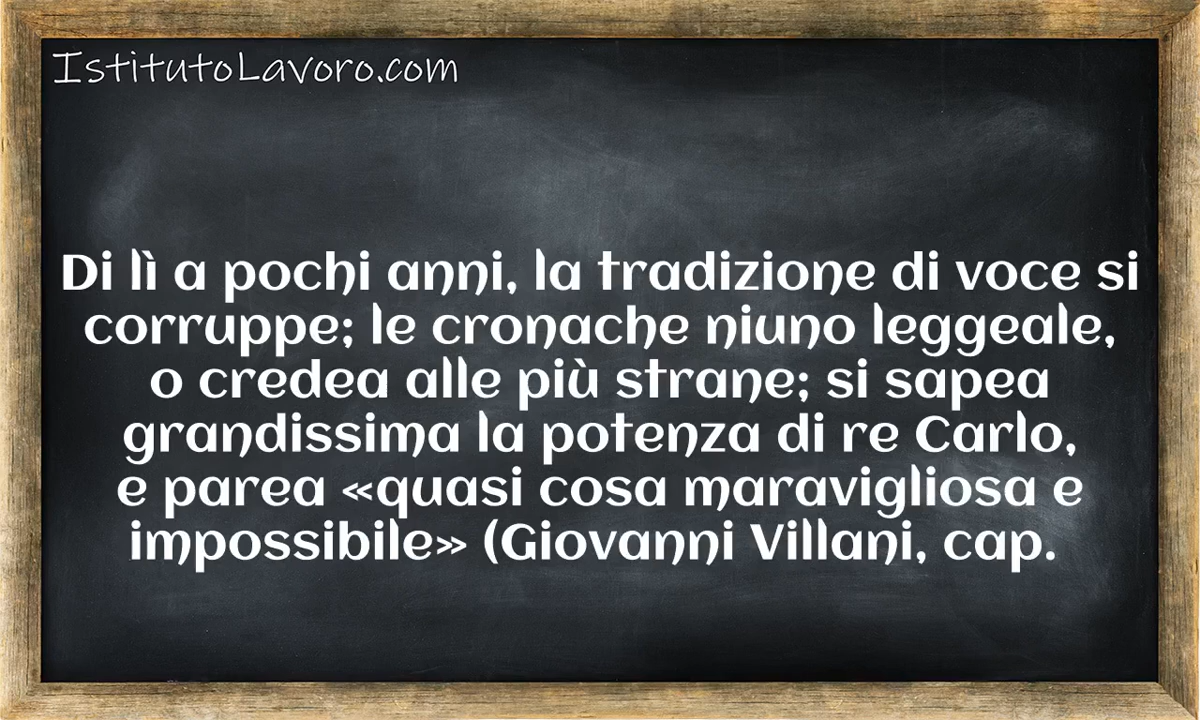 IstitutoLavoro.com
Di lì a pochi anni, la tradizione di voce si
corruppe; le cronache niuno leggeale,
o credea alle più strane; si sapea
grandissima la potenza di re Carlo,
e parea «quasi cosa maravigliosa e
impossibile» (Giovanni Villani, cap.